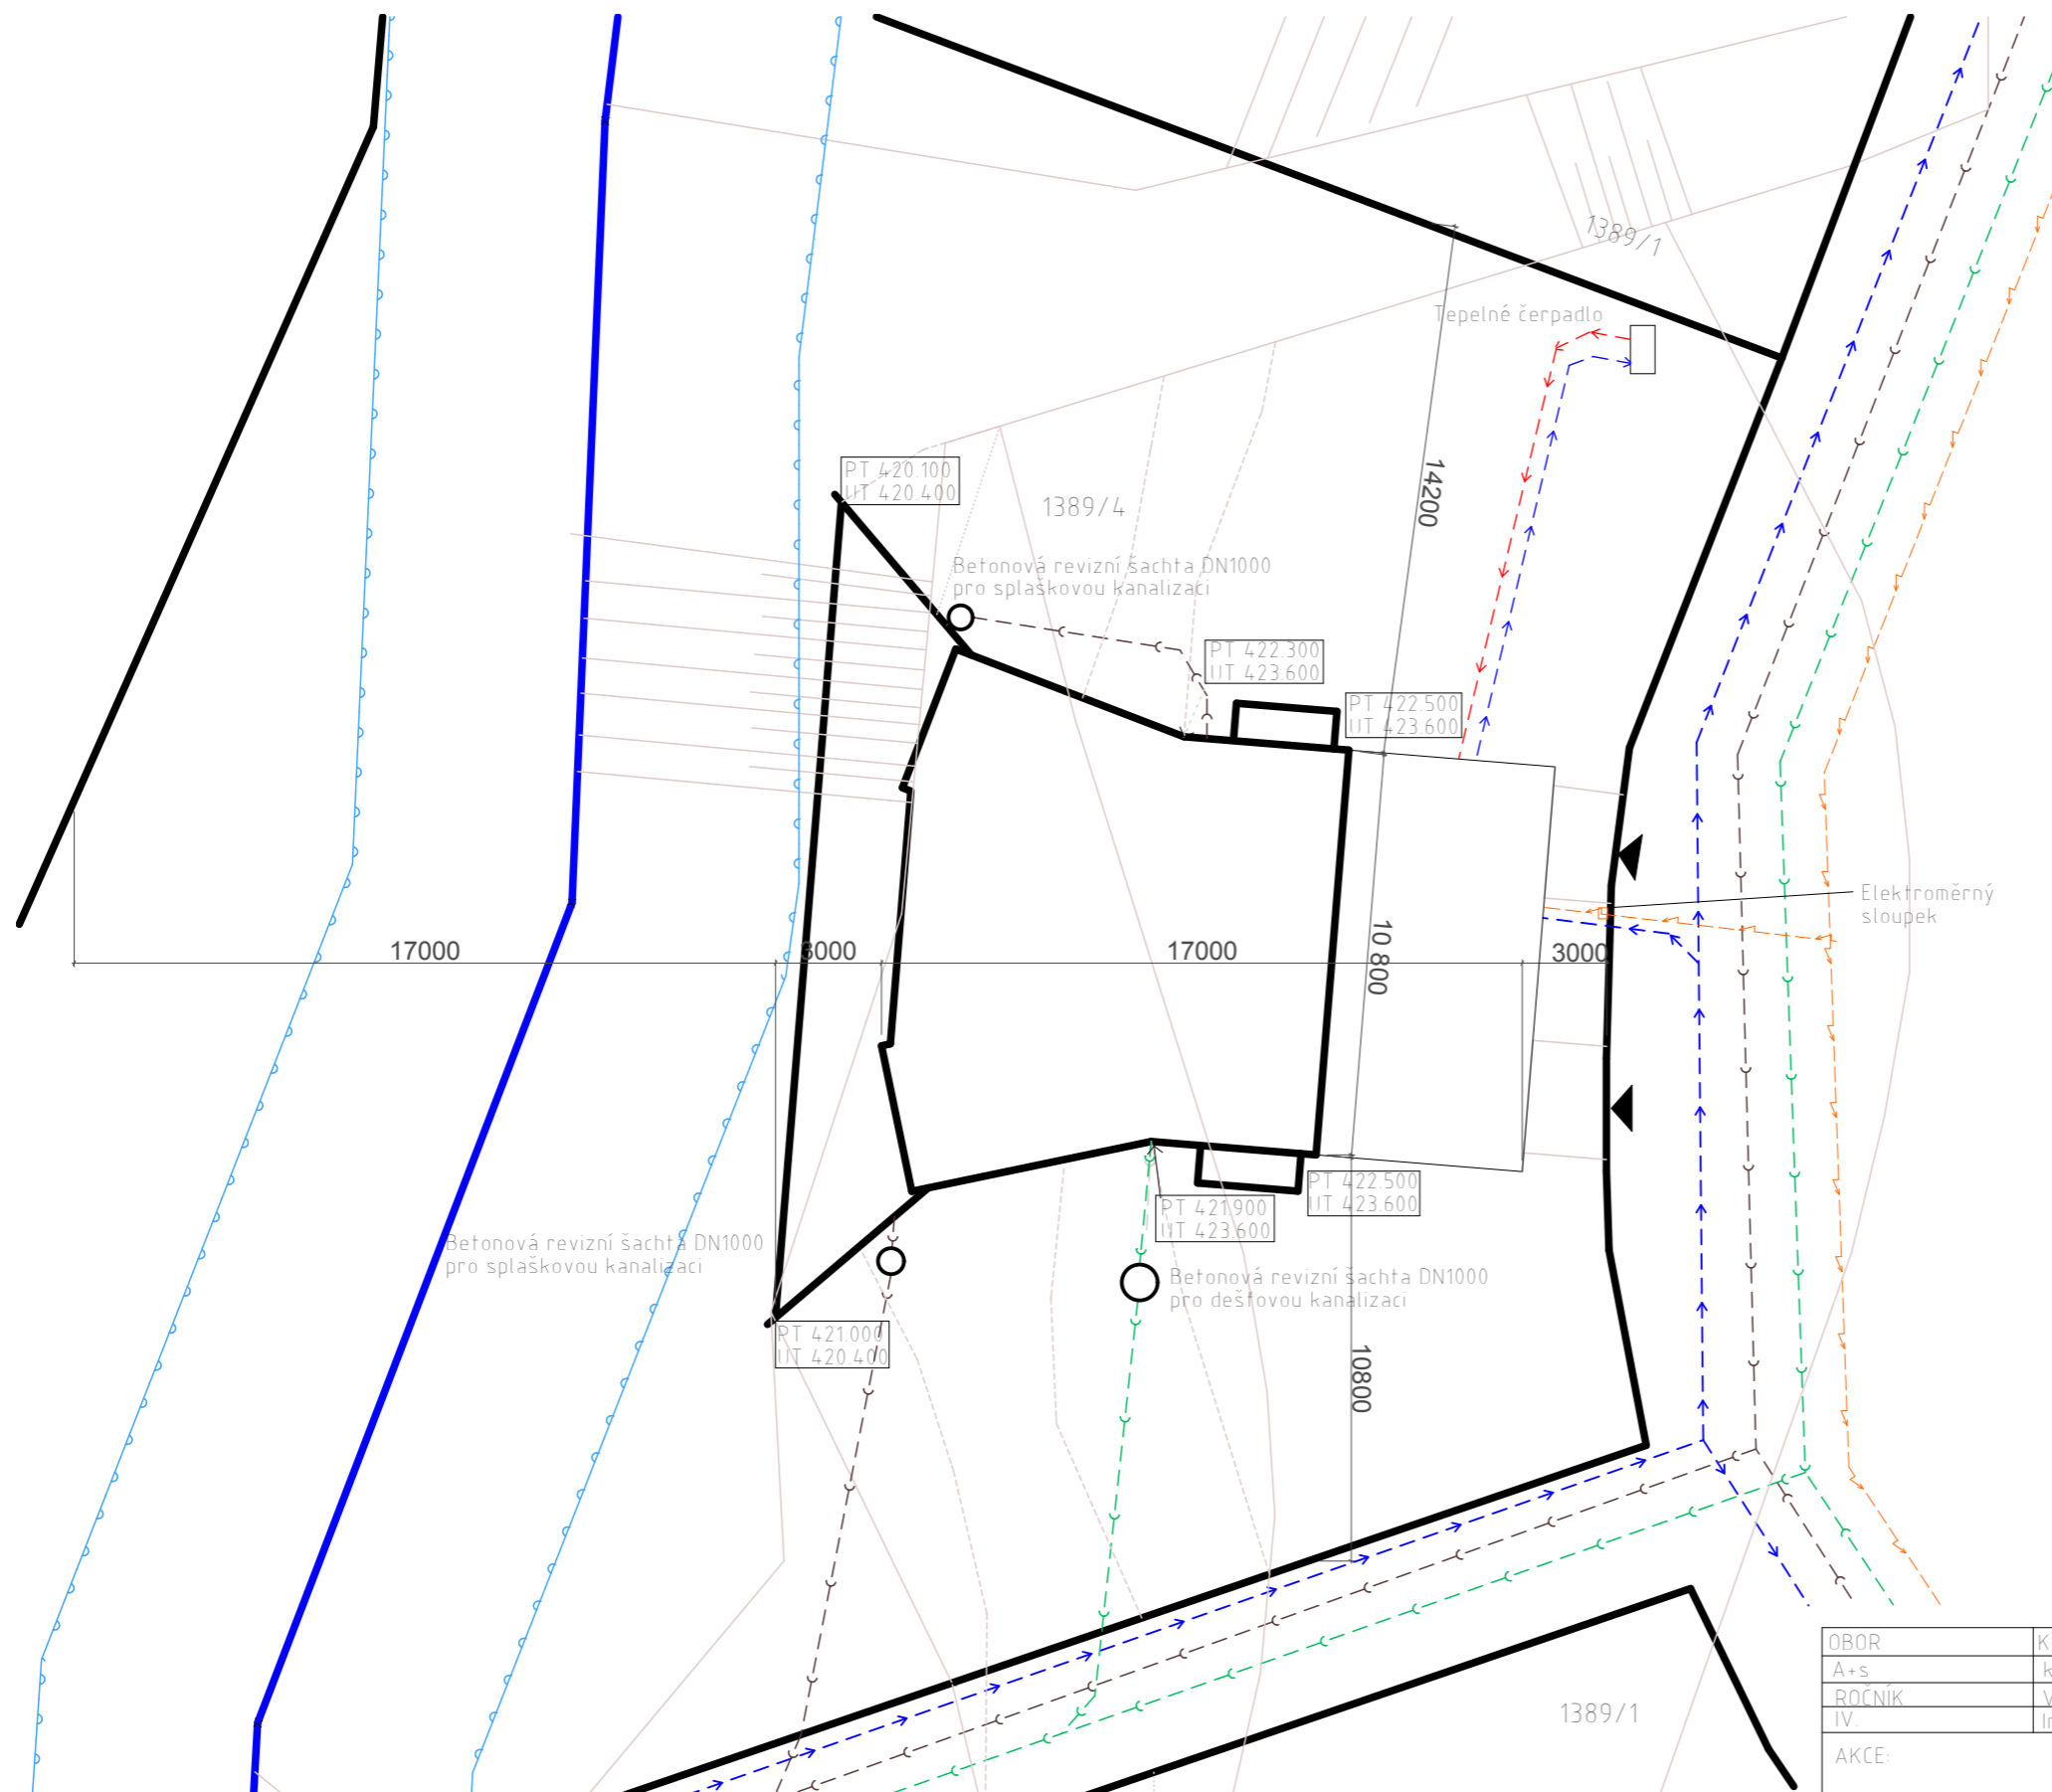 1389/1
Tepelné čerpadlo
PT 420.100
UT 420.400
14200
1389/4
Betonová revizní šachta DN1000
pro splaškovou kanalizaci
PT 422.300
UT 423.600
PT 422.500
UT 423.600
Elektroměrný
sloupek
17000
3000
17000
10 800
3000
PT 422.500
UT 423.600
PT 421.900
UT 423.600
Betonová revizní šachta DN1000
pro splaškovou kanalizaci
Betonová revizní šachta DN1000
pro dešťovou kanalizaci
PT 421.000
UT 420.400
10800
OBOR
A+s
ROČNÍK
IV.
AKCE:
1389/1